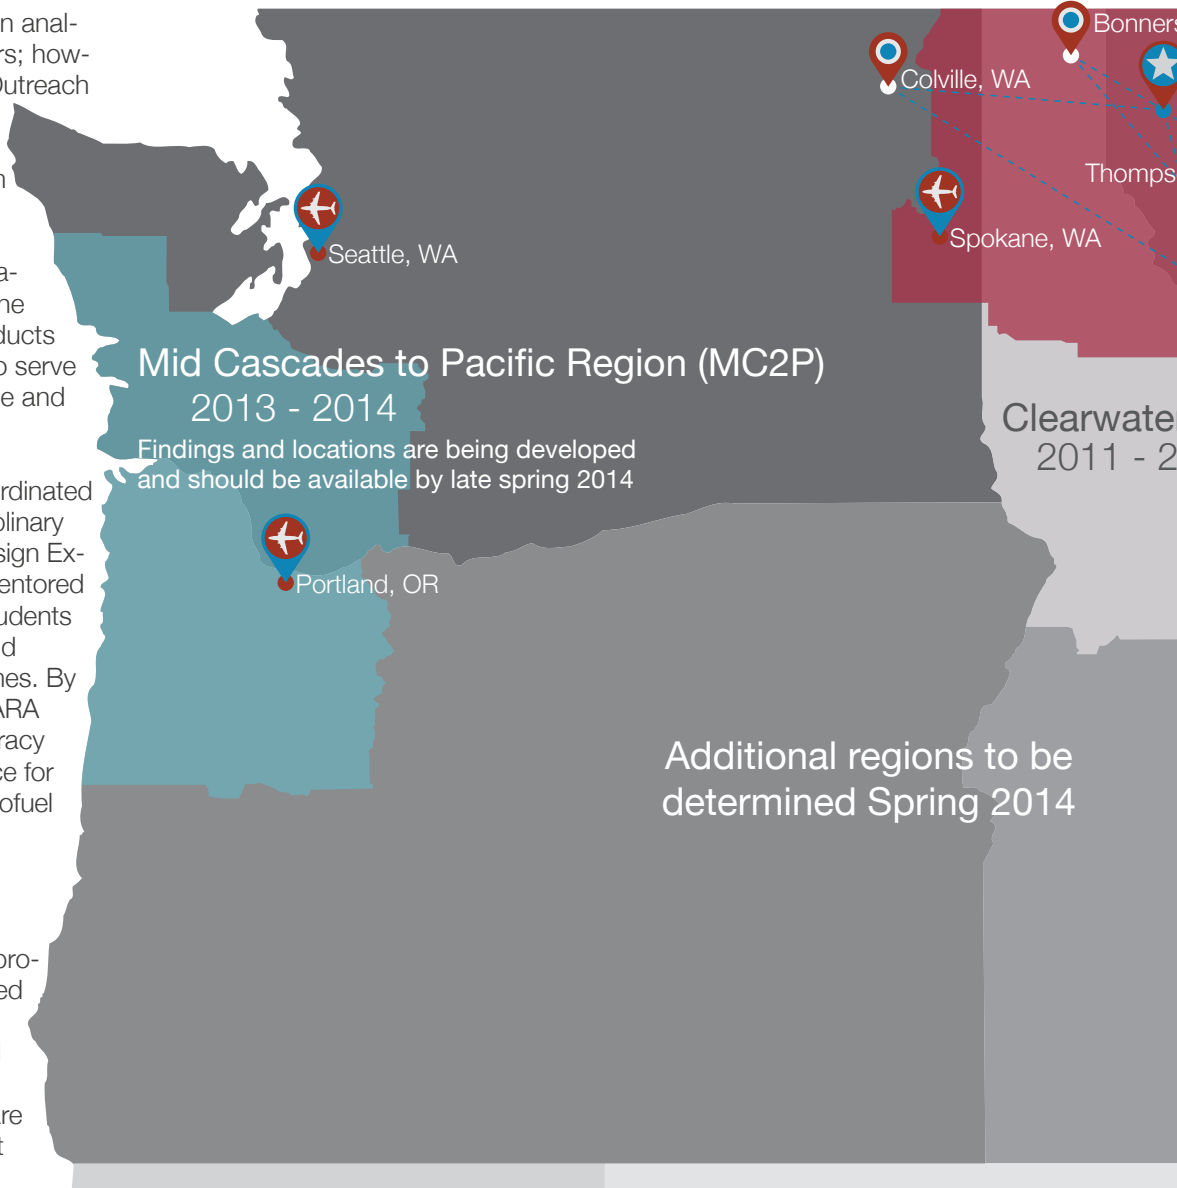 n anal-
rs; how-
Outreach
n
a-
he
ducts
o serve
e and
rdinated
plinary
sign Ex-
entored
udents
d
nes. By
ARA
racy
ce for
ofuel
pro-
ed
are
t
Bonners
Colville, WA
Thomps
Spokane, WA
Seattle, WA
Mid Cascades to Pacific Region (MC2P)
2013 - 2014
Findings and locations are being developed
and should be available by late spring 2014
Clearwater
2011 - 2
Portland, OR
Additional regions to be
determined Spring 2014